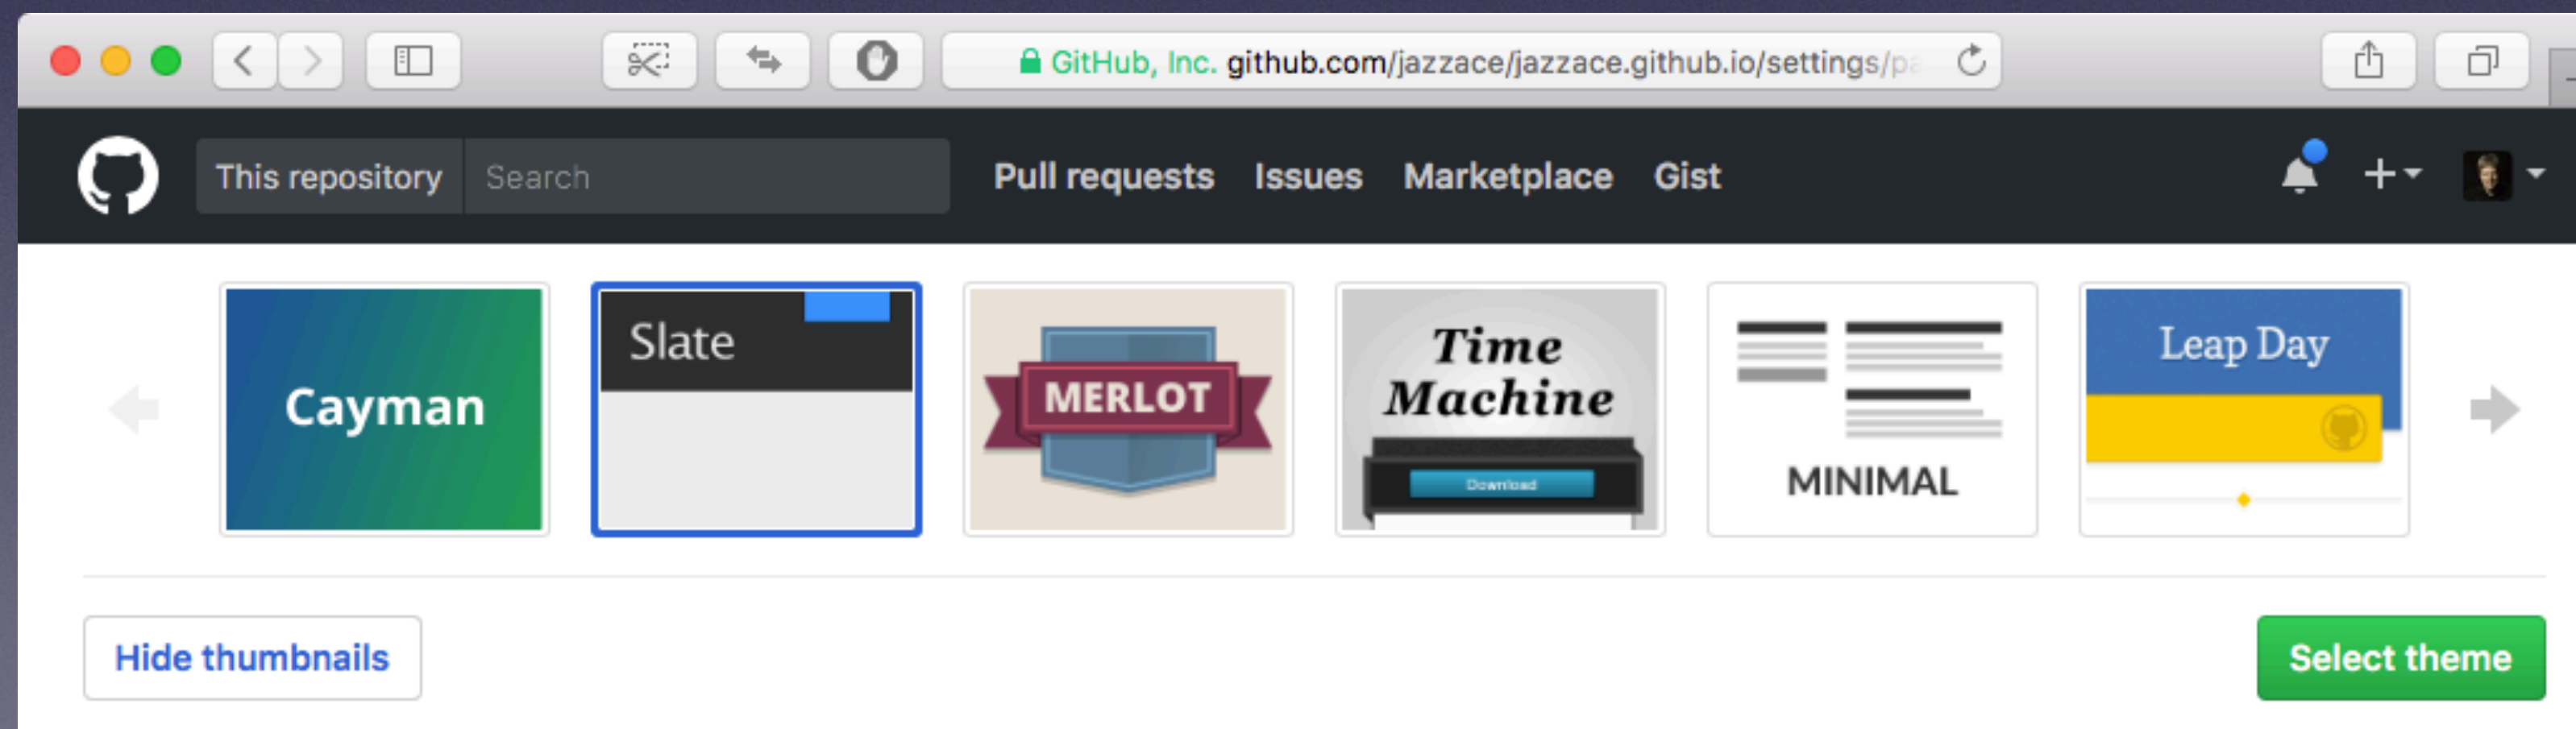 GitHub, Inc. github.com/jazzace/jazzace.github.io/settings/pa
This repository Search Pull requests Issues Marketplace Gist
Cayman
Slate
MERLOT
Time
Machine
Download
MINIMAL
Leap Day
Hide thumbnails
Select theme